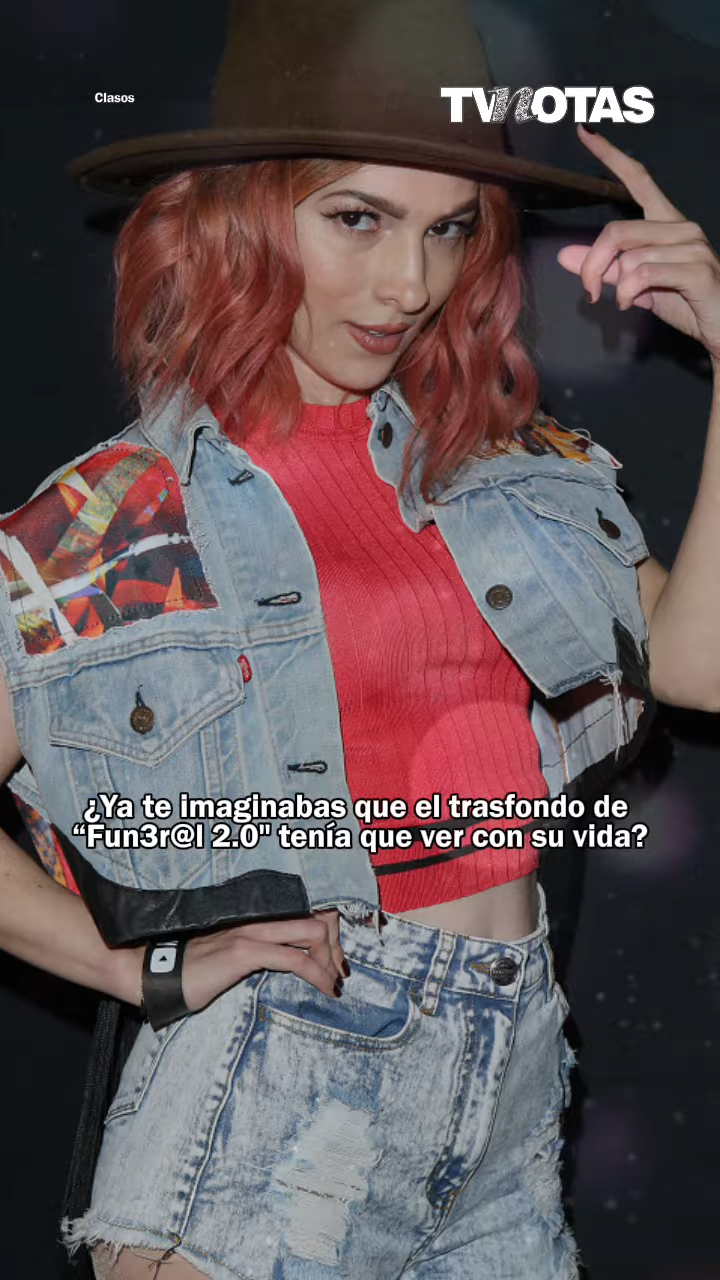 Clasos
TVnOTAS
¿Ya te imaginabas que el trasfondo de
“Fun3r@l 2.0" tenía que ver con su vida?